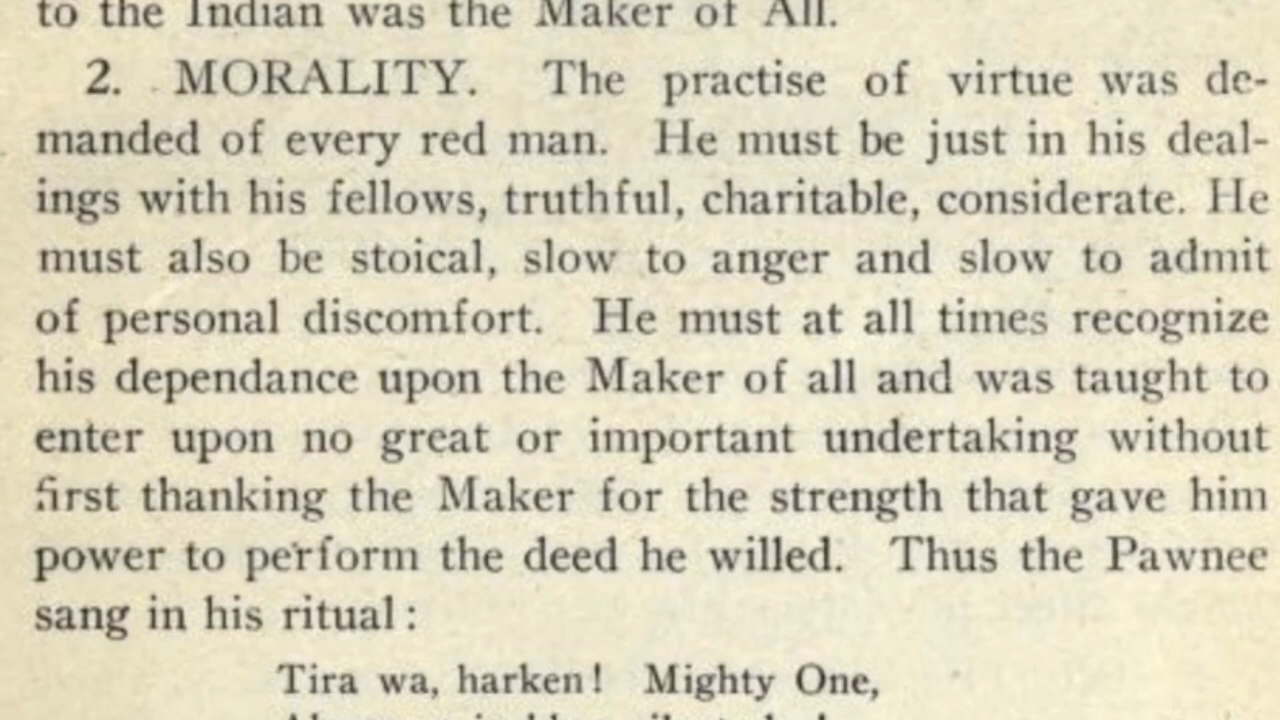 to the Indian was the Maker of All.
2. MORALITY. The practise of virtue was de-
manded of every red man. He must be just in his deal-
ings with his fellows, truthful, charitable, considerate. He
must also be stoical, slow to anger and slow to admit
of personal discomfort. He must at all times recognize
his dependance upon the Maker of all and was taught to
enter upon no great or important undertaking without
first thanking the Maker for the strength that gave him
power to perform the deed he willed. Thus the Pawnee
sang in his ritual:
Tira wa, harken! Mighty One,